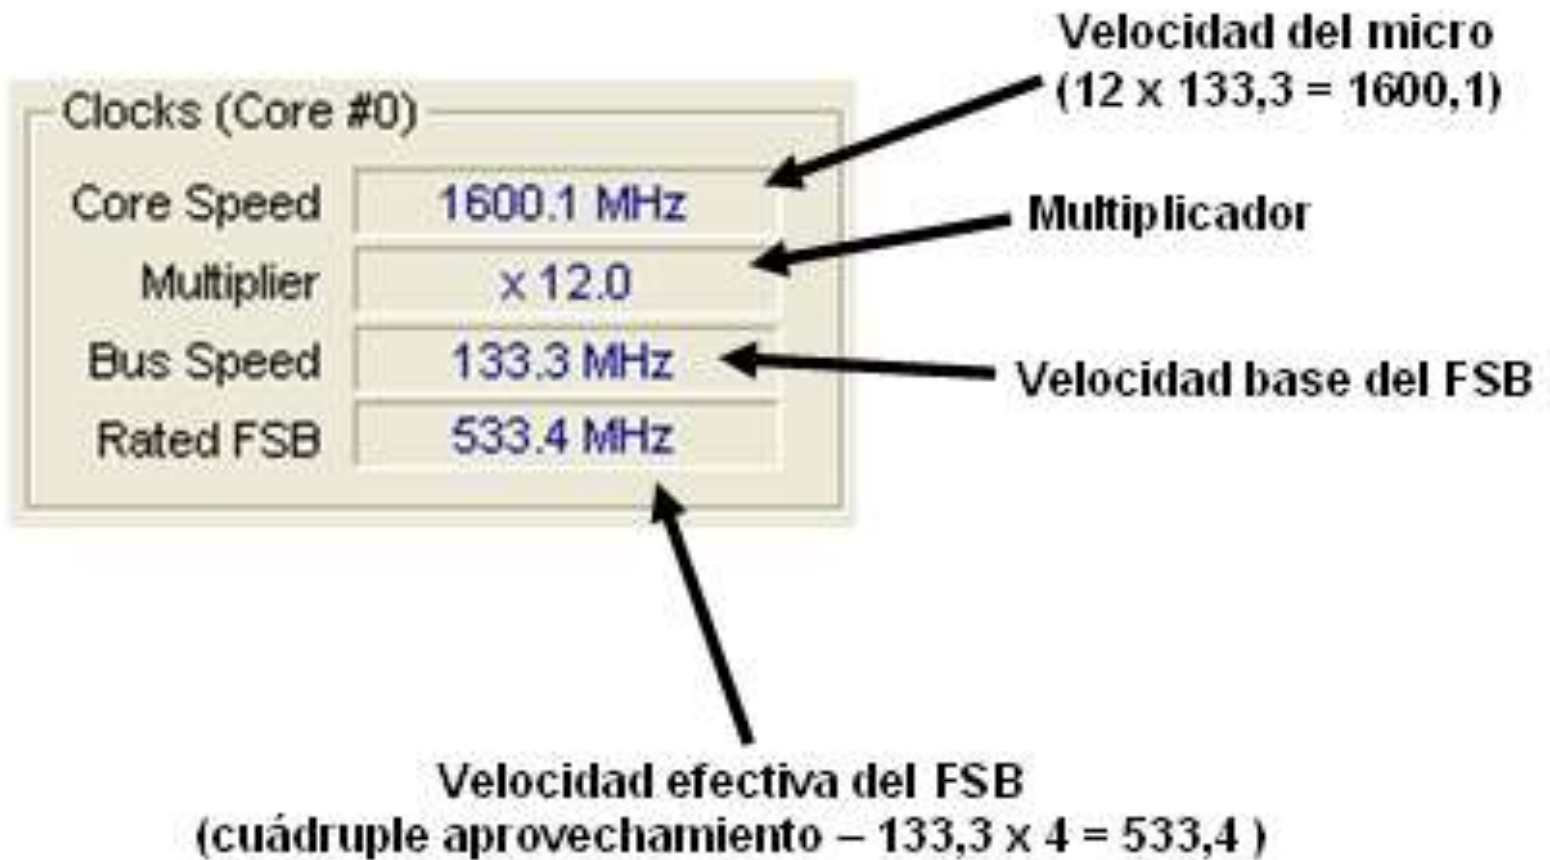 Velocidad del micro
(12 x 133,3 = 1600,1)
Clocks (Core #0)
Core Speed 1600.1 MHz
Multiplicador
Multiplier x 12.0
Bus Speed 133.3 MHz
Velocidad base del FSB
Rated FSB 533.4 MHz
Velocidad efectiva del FSB
(cuádruple aprovechamiento – 133,3 x 4 = 533,4 )